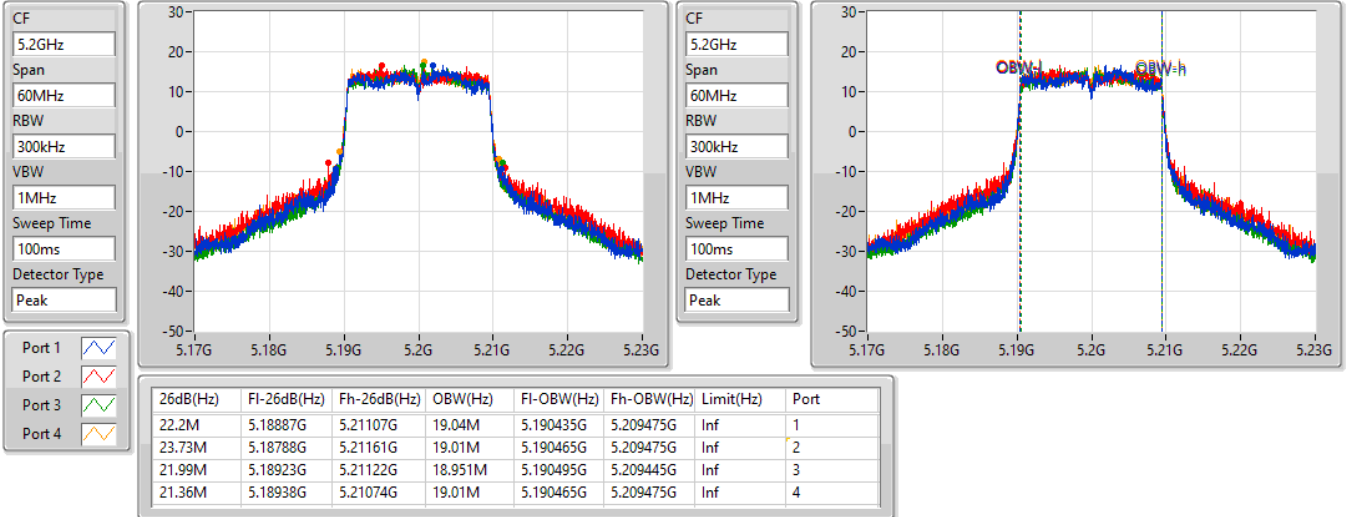 CF
5.2GHz
Span
60MHz
RBW
300kHz
VBW
1MHz
Sweep Time
100ms
Detector Type
Peak
30
20
10
0
-10
-20
-30
-40
-50
5.17G 5.18G 5.19G 5.2G 5.21G 5.22G 5.23G
CF
5.2GHz
Span
60MHz
RBW
300kHz
VBW
1MHz
Sweep Time
100ms
Detector Type
Peak
30
20
10
0
-10
-20
-30
-40
-50
OBW-l OBW-h
5.17G 5.18G 5.19G 5.2G 5.21G 5.22G 5.23G
Port 1
Port 2
Port 3
Port 4
26dB(Hz) Fl-26dB(Hz) Fh-26dB(Hz) OBW(Hz) Fl-OBW(Hz) Fh-OBW(Hz) Limit(Hz) Port
22.2M 5.18887G 5.21107G 19.04M 5.190435G 5.209475G Inf 1
23.73M 5.18788G 5.21161G 19.01M 5.190465G 5.209475G Inf 2
21.99M 5.18923G 5.21122G 18.951M 5.190495G 5.209445G Inf 3
21.36M 5.18938G 5.21074G 19.01M 5.190465G 5.209475G Inf 4